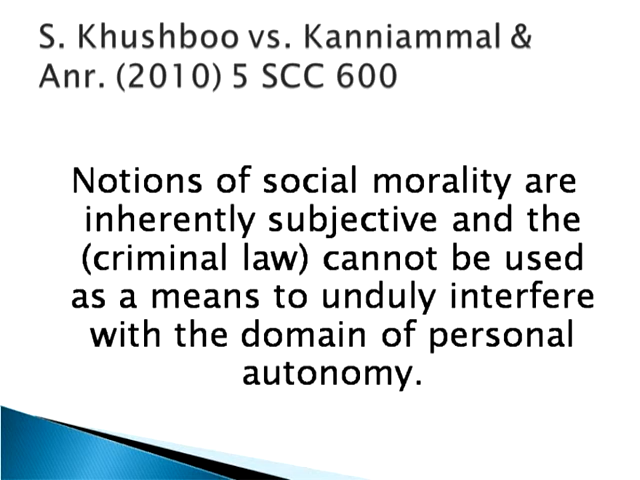 S. Khushboo vs. Kanniammal &
Anr. (2010) 5 SCC 600
Notions of social morality are
inherently subjective and the
(criminal law) cannot be used
as a means to unduly interfere
with the domain of personal
autonomy.